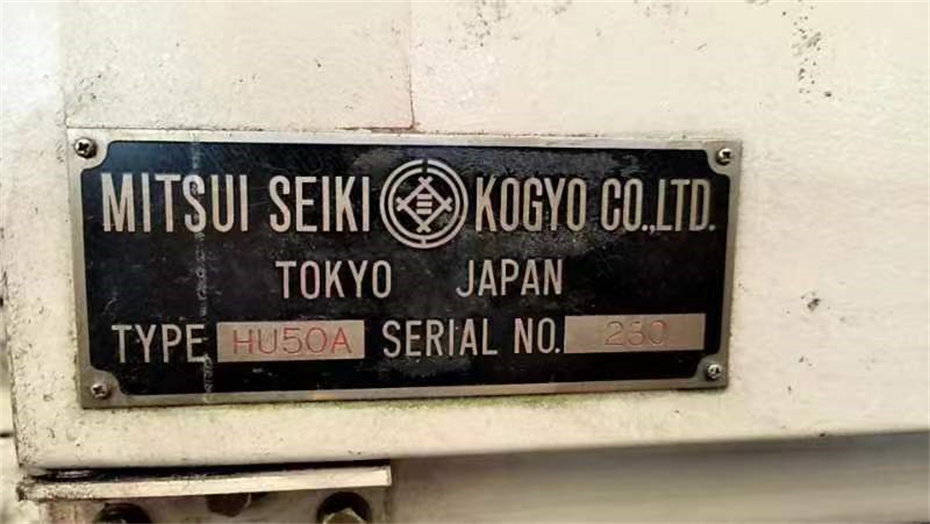 MITSUI SEIKI KOGYO CO.,LTD.
TOKYO JAPAN
TYPE HU50A SERIAL NO. 230